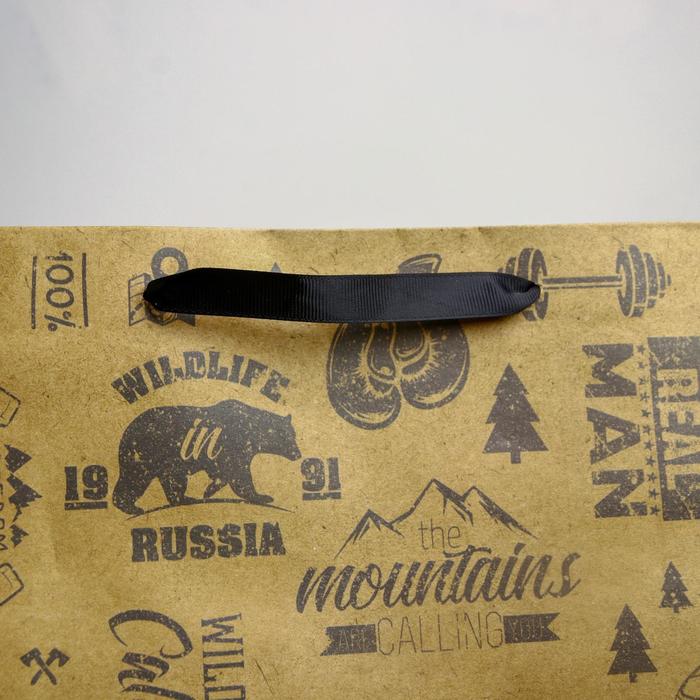 100%
WILDLIFE
in
19 91
RUSSIA
REAL
MAN
the
mountains
ARE CALLING YOU
WILD